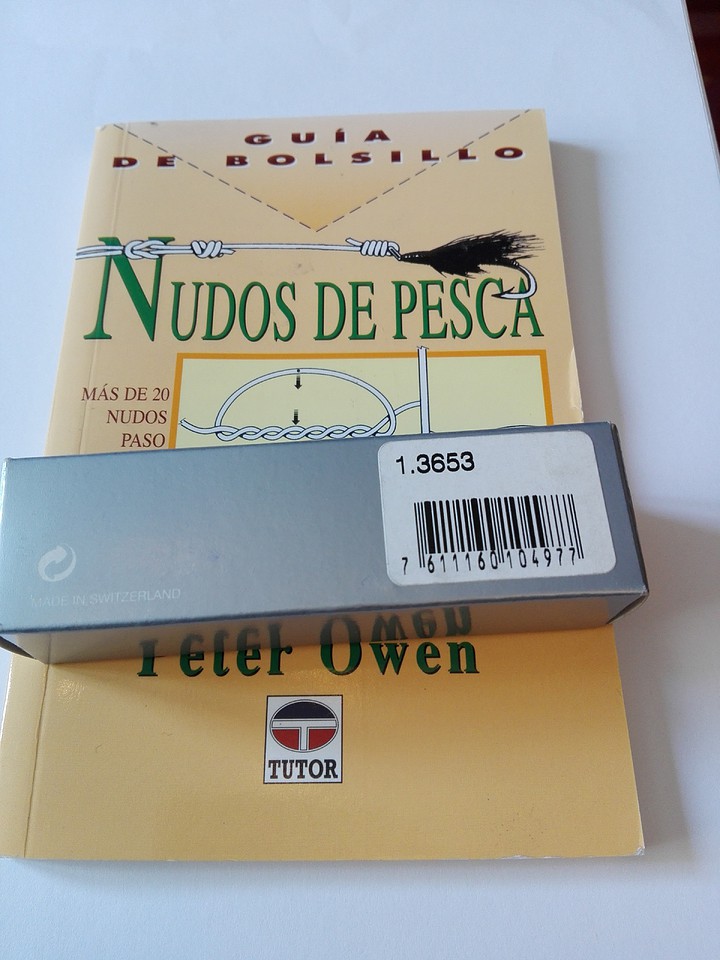 GUÍA
DE BOLSILLO
NUDOS DE PESCA
MÁS DE 20
NUDOS
PASO
1.3653
7 611160 104977
MADE IN SWITZERLAND
Peter Owen
TUTOR